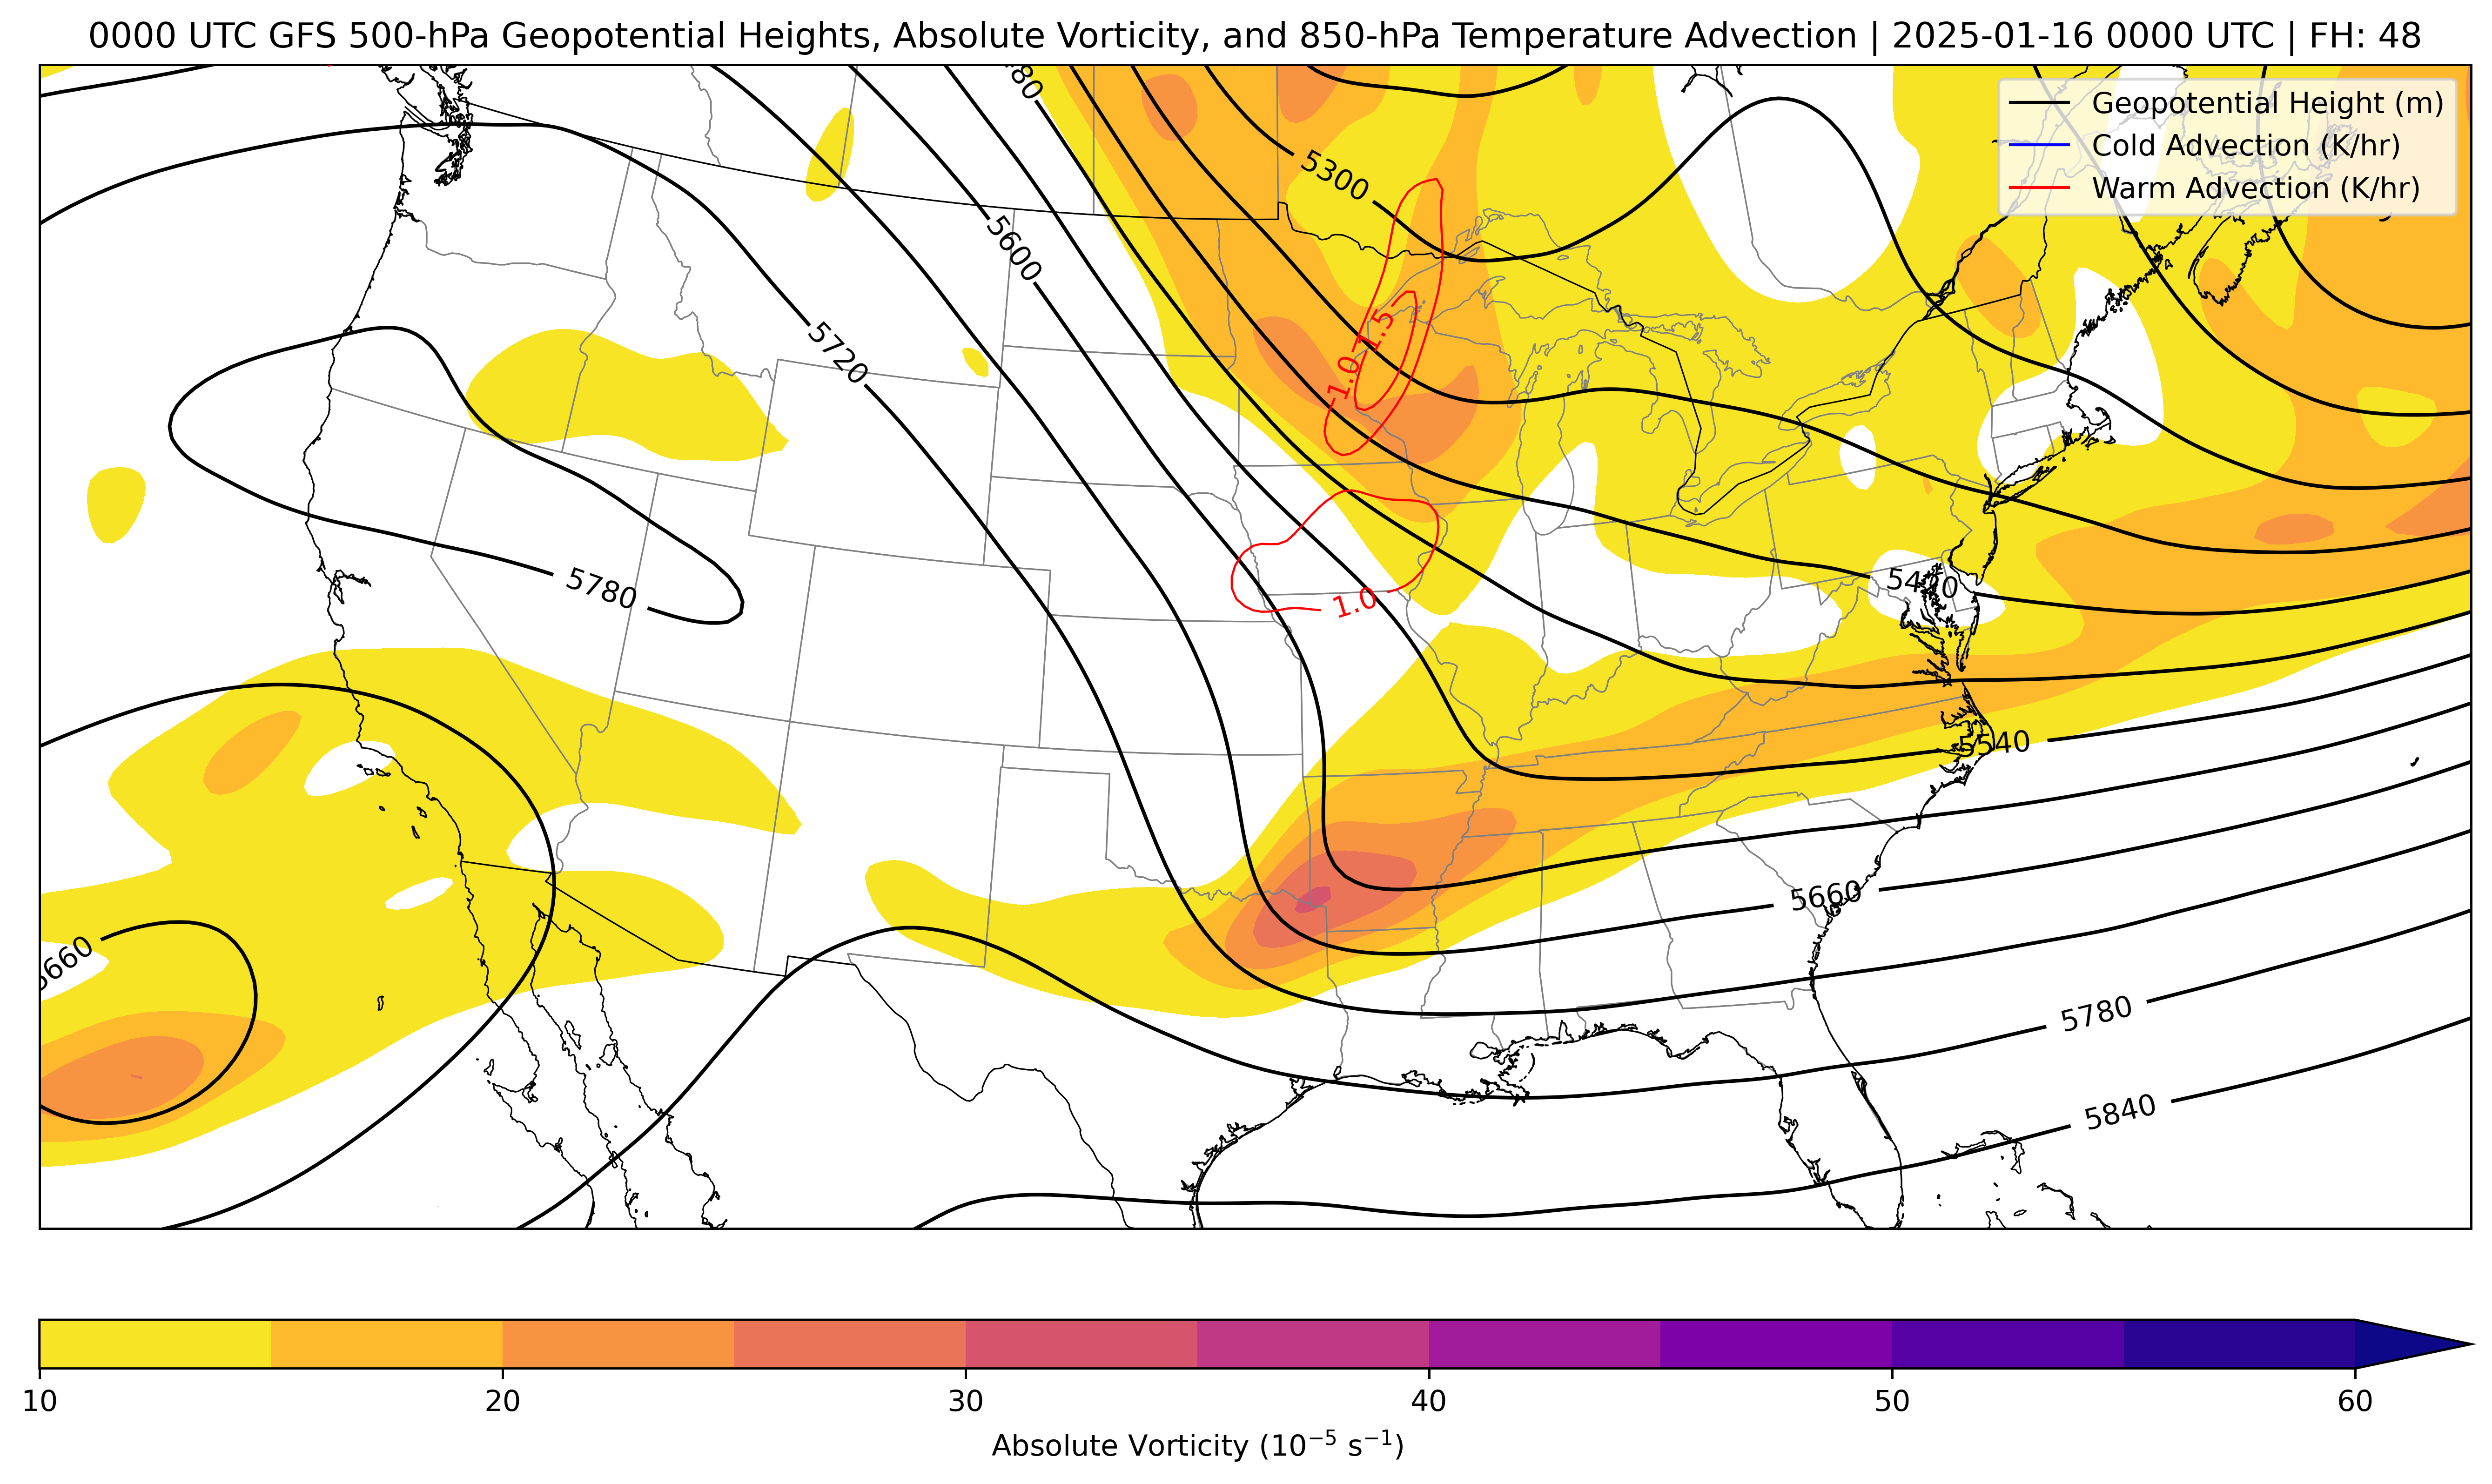 0000 UTC GFS 500-hPa Geopotential Heights, Absolute Vorticity, and 850-hPa Temperature Advection | 2025-01-16 0000 UTC | FH: 48
Geopotential Height (m)
Cold Advection (K/hr)
Warm Advection (K/hr)
5300
5600
5720
1.5
1.0
5780
1.0
5540
5660
5660
5780
5840
10 20 30 40 50 60
Absolute Vorticity (10⁻⁵ s⁻¹)